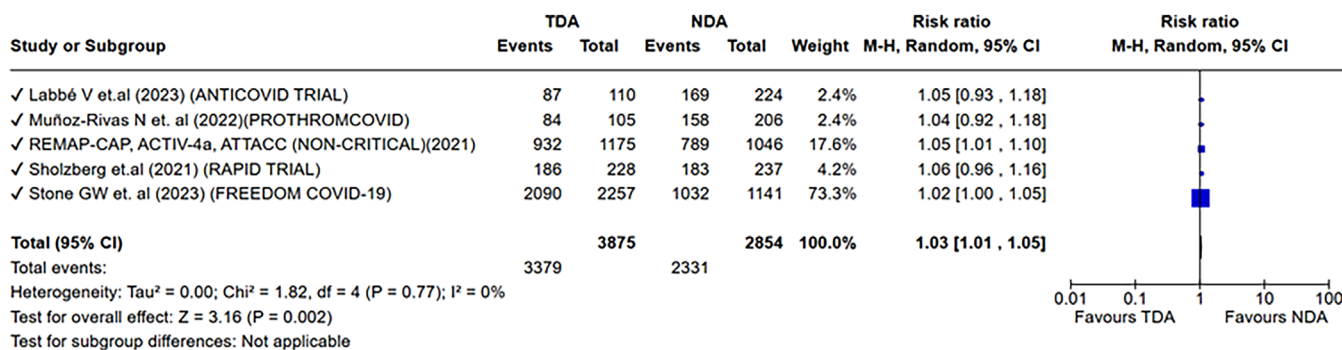 TDA NDA Risk ratio Risk ratio
Study or Subgroup Events Total Events Total Weight M-H, Random, 95% CI M-H, Random, 95% CI
✓ Labbé V et.al (2023) (ANTICOVID TRIAL) 87 110 169 224 2.4% 1.05 [0.93 , 1.18]
✓ Muñoz-Rivas N et. al (2022)(PROTHROMCOVID) 84 105 158 206 2.4% 1.04 [0.92 , 1.18]
✓ REMAP-CAP, ACTIV-4a, ATTACC (NON-CRITICAL)(2021) 932 1175 789 1046 17.6% 1.05 [1.01 , 1.10]
✓ Sholzberg et.al (2021) (RAPID TRIAL) 186 228 183 237 4.2% 1.06 [0.96 , 1.16]
✓ Stone GW et. al (2023) (FREEDOM COVID-19) 2090 2257 1032 1141 73.3% 1.02 [1.00 , 1.05]
Total (95% CI) 3875 2854 100.0% 1.03 [1.01 , 1.05]
Total events: 3379 2331
Heterogeneity: Tau² = 0.00; Chi² = 1.82, df = 4 (P = 0.77); I² = 0%
Test for overall effect: Z = 3.16 (P = 0.002)
Test for subgroup differences: Not applicable
0.01 0.1 1 10 100
Favours TDA Favours NDA